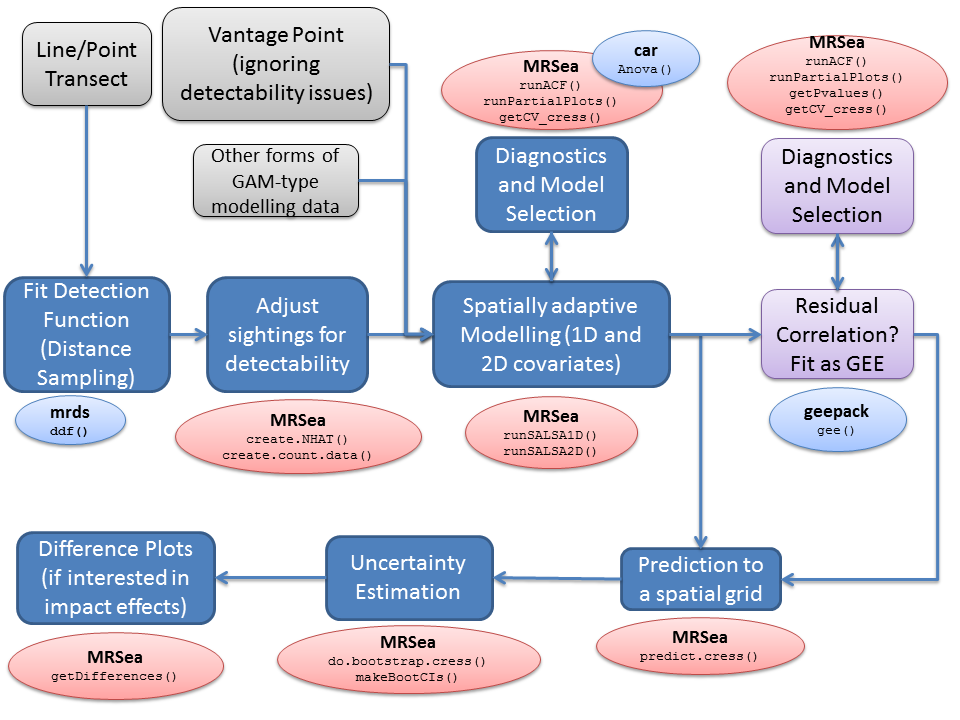 Line/Point
Transect
Vantage Point
(ignoring
detectability issues)
Other forms of
GAM-type
modelling data
MRSea
runACF()
runPartialPlots()
getCV_cress()
car
Anova()
Diagnostics
and Model
Selection
MRSea
runACF()
runPartialPlots()
getPvalues()
getCV_cress()
Diagnostics
and Model
Selection
Fit Detection
Function
(Distance
Sampling)
mrds
ddf()
Adjust
sightings for
detectability
MRSea
create.NHAT()
create.count.data()
Spatially adaptive
Modelling (1D and
2D covariates)
MRSea
runSALSA1D()
runSALSA2D()
Residual
Correlation?
Fit as GEE
geepack
gee()
Difference Plots
(if interested in
impact effects)
MRSea
getDifferences()
Uncertainty
Estimation
MRSea
do.bootstrap.cress()
makeBootCIs()
Prediction to
a spatial grid
MRSea
predict.cress()